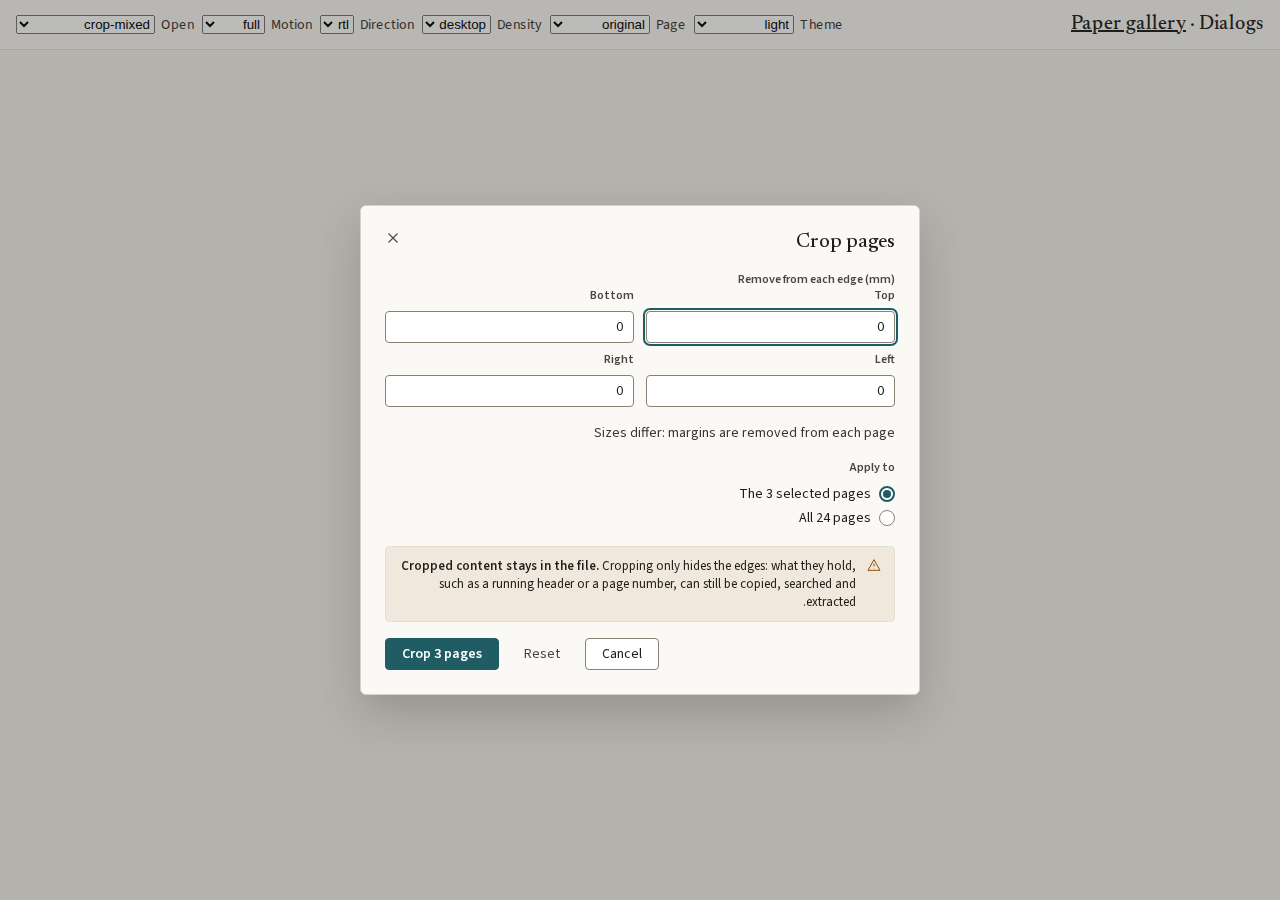 Paper gallery · Dialogs
Theme light Page original Density desktop Direction rtl Motion full Open crop-mixed
Crop pages
Remove from each edge (mm)
Top Bottom
0 0
Left Right
0 0
Sizes differ: margins are removed from each page
Apply to
The 3 selected pages
All 24 pages
Cropped content stays in the file. Cropping only hides the edges: what they hold,
such as a running header or a page number, can still be copied, searched and
.extracted
Cancel Reset Crop 3 pages